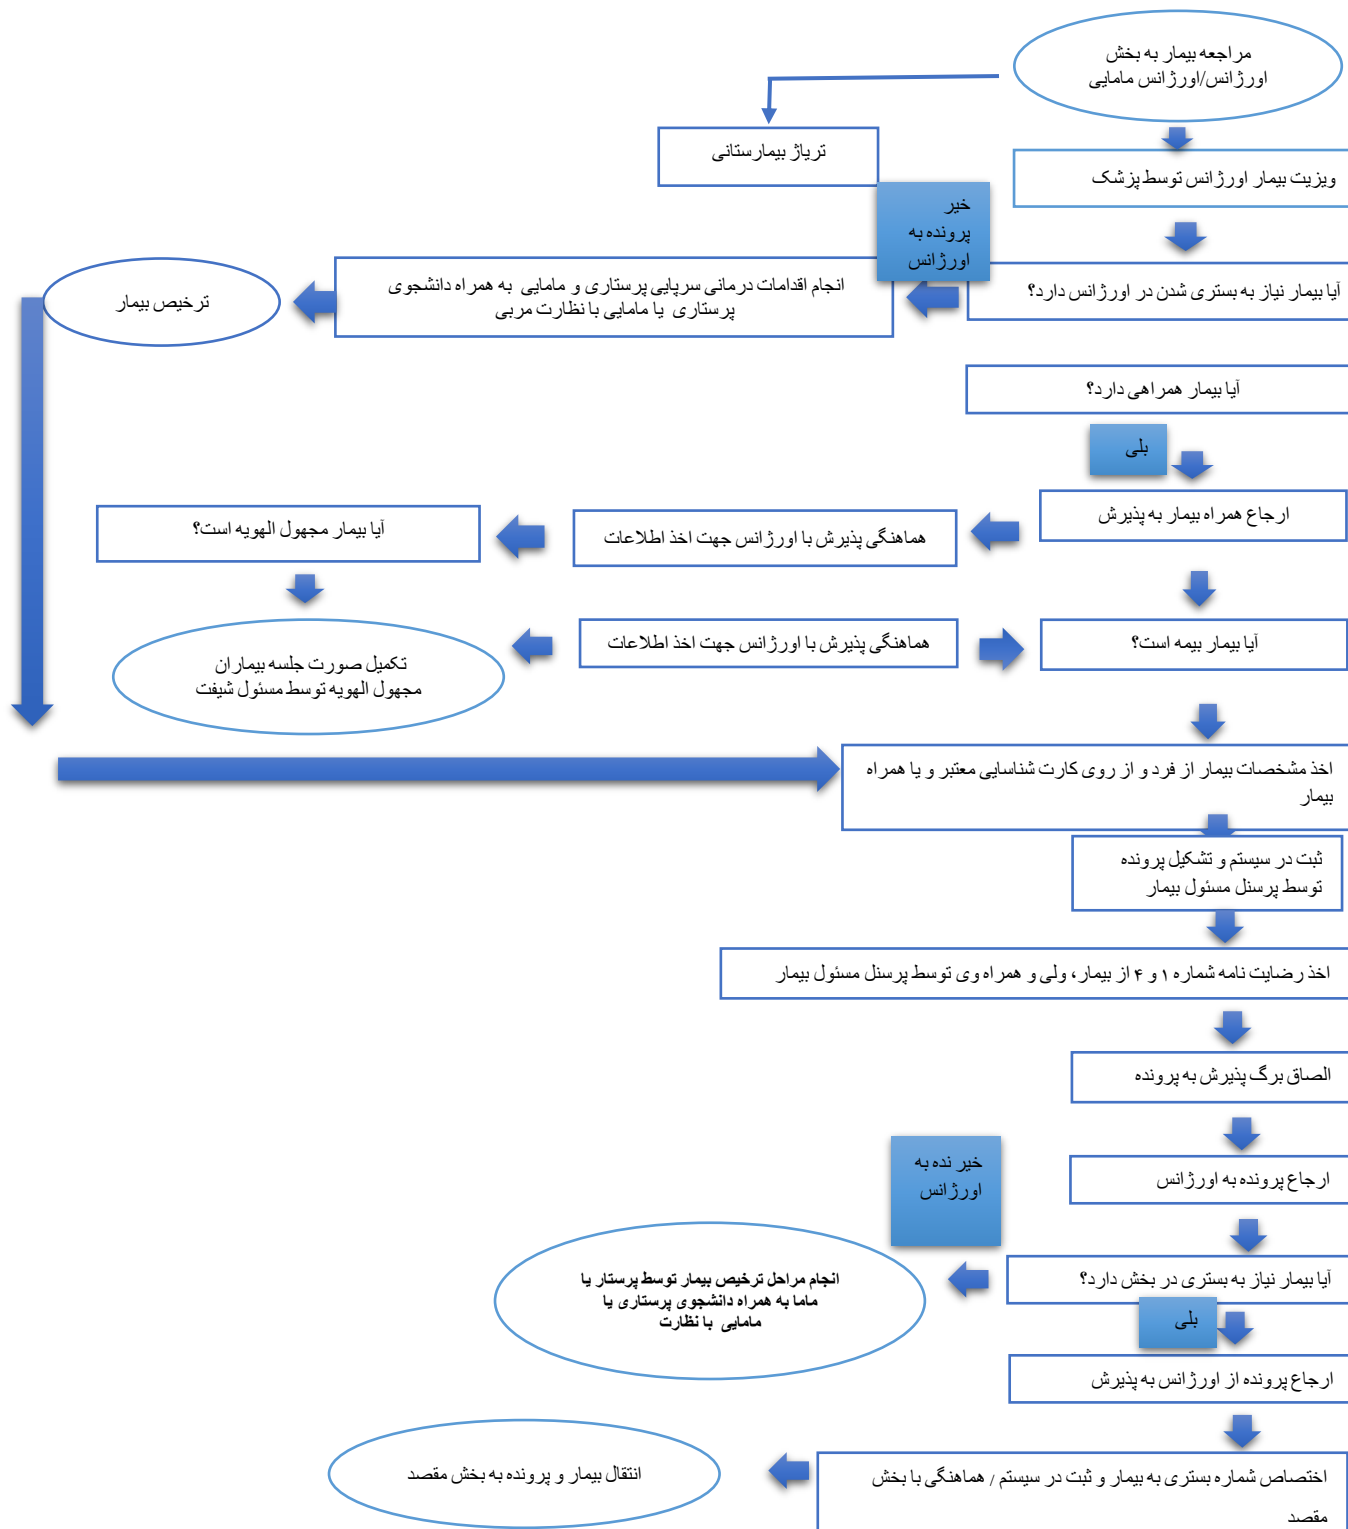 مراجعه بیمار به بخش
اورژانس/اورژانس مامایی
تریاژ بیمارستانی
ویزیت بیمار اورژانس توسط پزشک
خیر
پرونده به
اورژانس
آیا بیمار نیاز به بستری شدن در اورژانس دارد؟
انجام اقدامات درمانی سرپایی پرستاری و مامایی به همراه دانشجوی
پرستاری یا مامایی با نظارت مربی
ترخیص بیمار
آیا بیمار همراهی دارد؟
بلی
ارجاع همراه بیمار به پذیرش
هماهنگی پذیرش با اورژانس جهت اخذ اطلاعات
آیا بیمار مجهول الهویه است؟
آیا بیمار بیمه است؟
هماهنگی پذیرش با اورژانس جهت اخذ اطلاعات
تکمیل صورت جلسه بیماران
مجهول الهویه توسط مسئول شیفت
اخذ مشخصات بیمار از فرد و از روی کارت شناسایی معتبر و یا همراه
بیمار
ثبت در سیستم و تشکیل پرونده
توسط پرسنل مسئول بیمار
اخذ رضایت نامه شماره ۱ و ۴ از بیمار، ولی و همراه وی توسط پرسنل مسئول بیمار
الصاق برگ پذیرش به پرونده
خیر نده به
اورژانس
ارجاع پرونده به اورژانس
آیا بیمار نیاز به بستری در بخش دارد؟
انجام مراحل ترخیص بیمار توسط پرستار یا
ماما به همراه دانشجوی پرستاری یا
مامایی با نظارت
بلی
ارجاع پرونده از اورژانس به پذیرش
اختصاص شماره بستری به بیمار و ثبت در سیستم / هماهنگی با بخش
مقصد
انتقال بیمار و پرونده به بخش مقصد